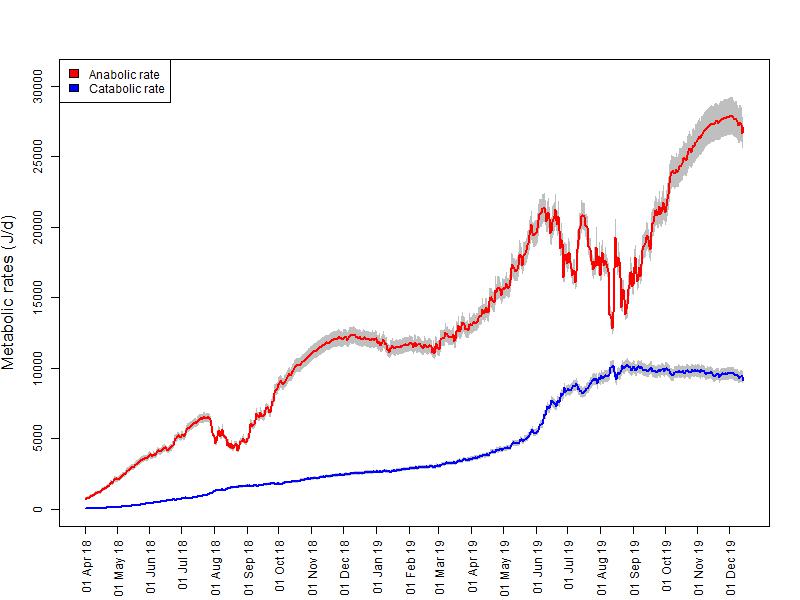 Anabolic rate
Catabolic rate
Metabolic rates (J/d)
30000
25000
20000
15000
10000
5000
0
01 Apr 18
01 May 18
01 Jun 18
01 Jul 18
01 Aug 18
01 Sep 18
01 Oct 18
01 Nov 18
01 Dec 18
01 Jan 19
01 Feb 19
01 Mar 19
01 Apr 19
01 May 19
01 Jun 19
01 Jul 19
01 Aug 19
01 Sep 19
01 Oct 19
01 Nov 19
01 Dec 19